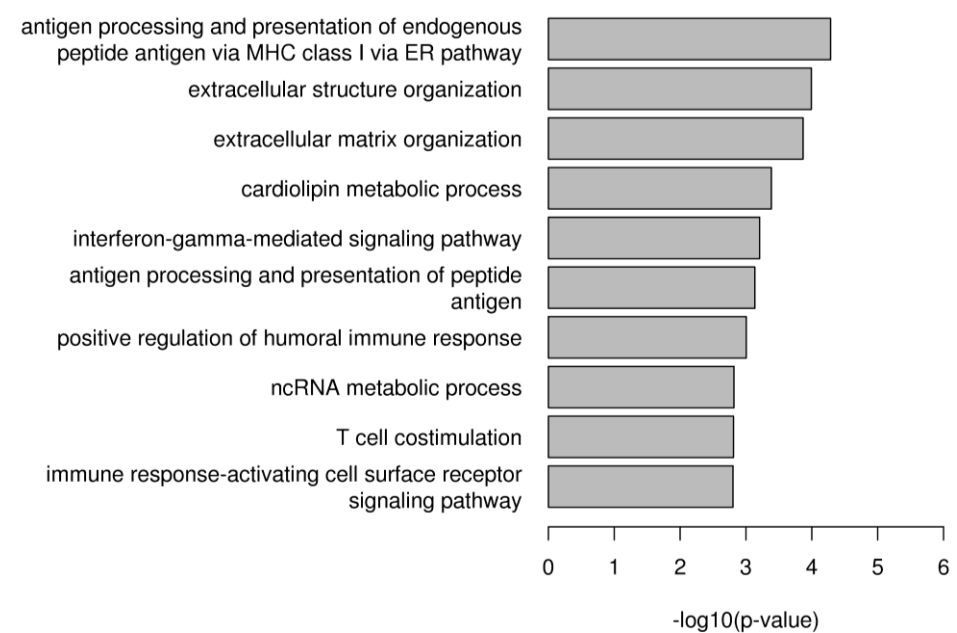 antigen processing and presentation of endogenous
peptide antigen via MHC class I via ER pathway
extracellular structure organization
extracellular matrix organization
cardiolipin metabolic process
interferon-gamma-mediated signaling pathway
antigen processing and presentation of peptide
antigen
positive regulation of humoral immune response
ncRNA metabolic process
T cell costimulation
immune response-activating cell surface receptor
signaling pathway
0 1 2 3 4 5 6
-log10(p-value)